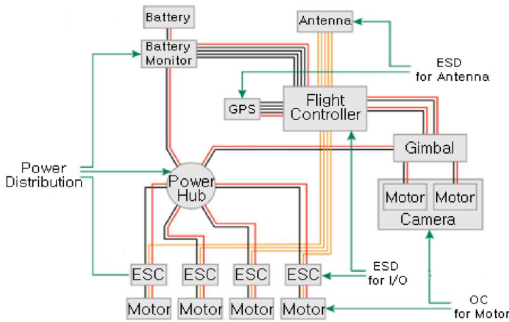 Battery
Antenna
Battery
Monitor
ESD
for Antenna
GPS
Flight
Controller
Gimbal
Power
Distribution
Power
Hub
Motor
Motor
Camera
ESC
ESC
ESC
ESC
ESD
for I/O
Motor
Motor
Motor
Motor
OC
for Motor